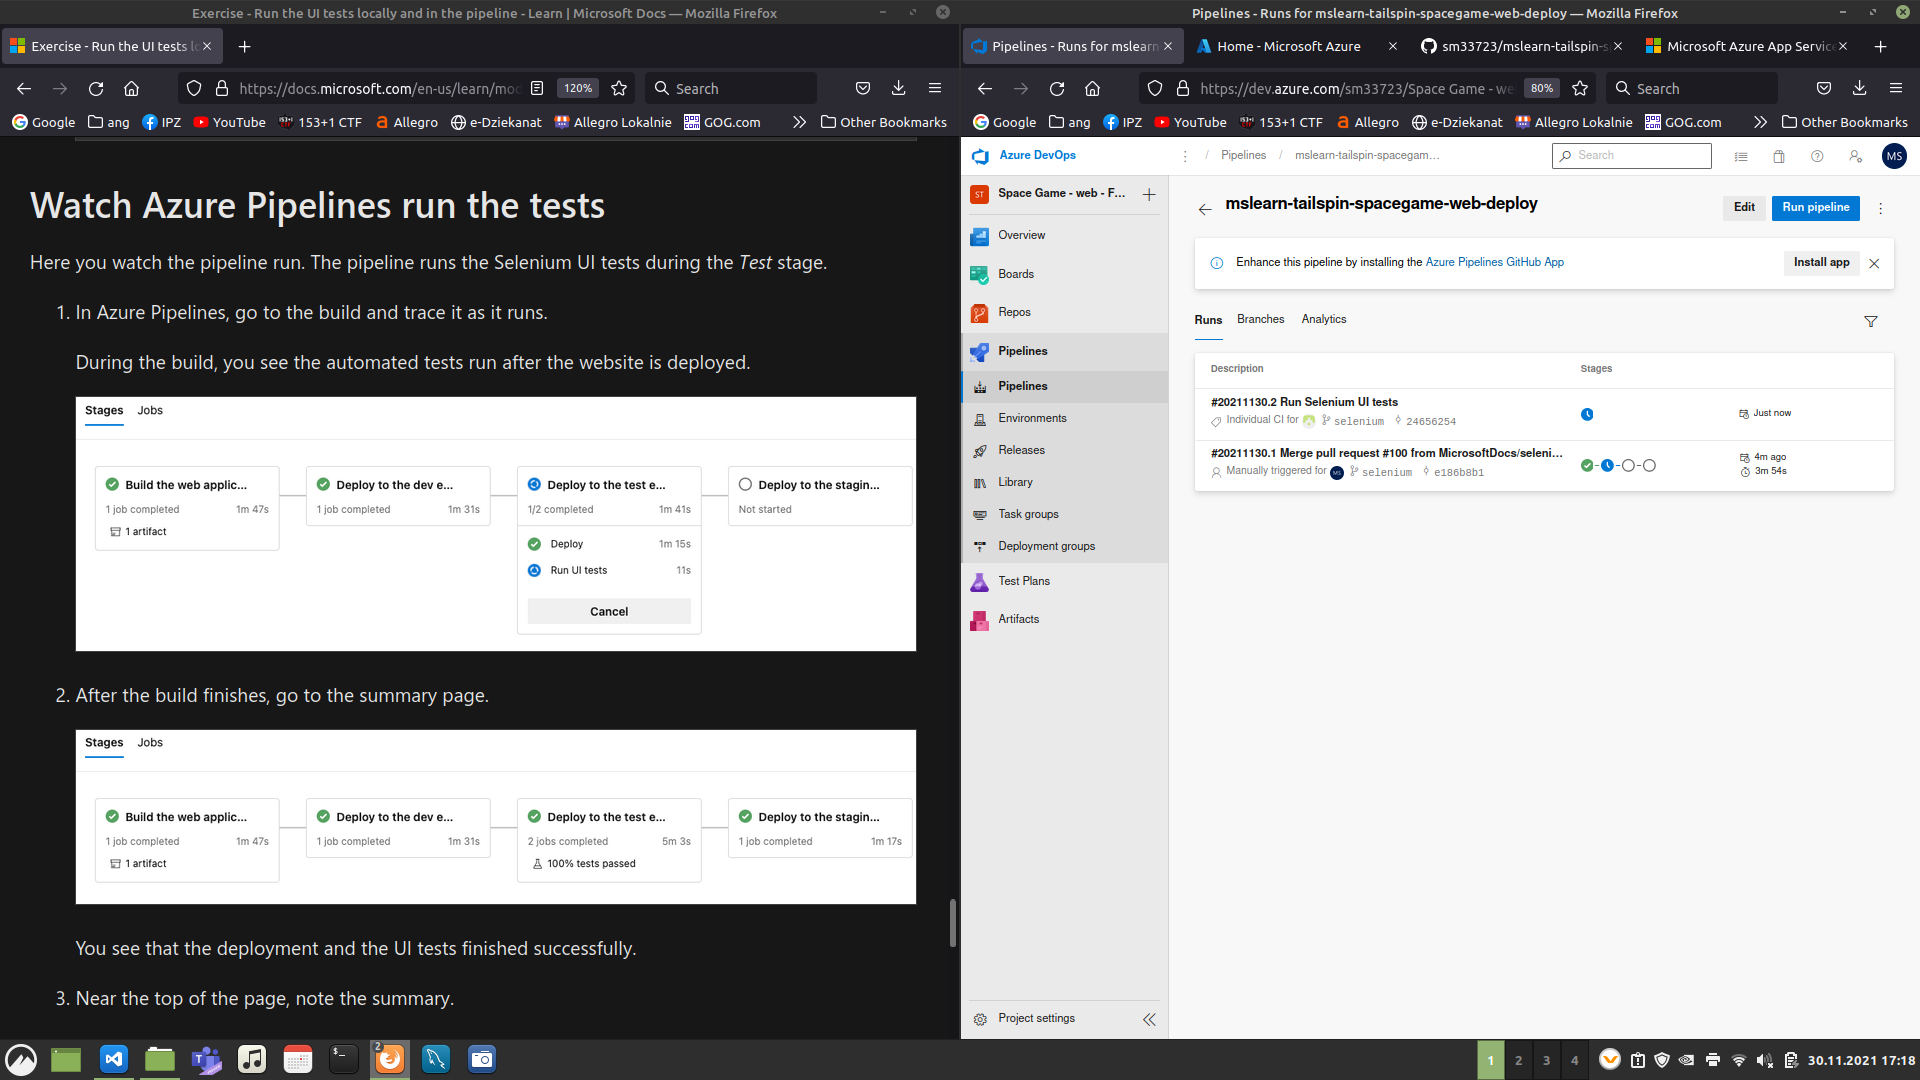 Exercise - Run the UI tests locally and in the pipeline - Learn | Microsoft Docs — Mozilla Firefox
Exercise - Run the UI tests lo
https://docs.microsoft.com/en-us/learn/mod
120%
Search
Google
ang
IPZ
YouTube
153+1 CTF
Allegro
e-Dziekanat
Allegro Lokalnie
GOG.com
Other Bookmarks
Watch Azure Pipelines run the tests
Here you watch the pipeline run. The pipeline runs the Selenium UI tests during the Test stage.
1. In Azure Pipelines, go to the build and trace it as it runs.
During the build, you see the automated tests run after the website is deployed.
Stages Jobs
Build the web applic...
1 job completed 1m 47s
1 artifact
Deploy to the dev e...
1 job completed 1m 31s
Deploy to the test e...
1/2 completed 1m 41s
Deploy 1m 15s
Run UI tests 11s
Cancel
Deploy to the stagin...
Not started
2. After the build finishes, go to the summary page.
Stages Jobs
Build the web applic...
1 job completed 1m 47s
1 artifact
Deploy to the dev e...
1 job completed 1m 31s
Deploy to the test e...
2 jobs completed 5m 3s
100% tests passed
Deploy to the stagin...
1 job completed 1m 17s
You see that the deployment and the UI tests finished successfully.
3. Near the top of the page, note the summary.
Pipelines - Runs for mslearn-tailspin-spacegame-web-deploy — Mozilla Firefox
Pipelines - Runs for mslearn
Home - Microsoft Azure
sm33723/mslearn-tailspin-s
Microsoft Azure App Servic
https://dev.azure.com/sm33723/Space Game - we
80%
Search
Google
ang
IPZ
YouTube
153+1 CTF
Allegro
e-Dziekanat
Allegro Lokalnie
GOG.com
Other Bookmarks
Azure DevOps
/ Pipelines / mslearn-tailspin-spacegam...
Search
MS
ST Space Game - web - F...
Overview
Boards
Repos
Pipelines
Pipelines
Environments
Releases
Library
Task groups
Deployment groups
Test Plans
Artifacts
Project settings
mslearn-tailspin-spacegame-web-deploy
Edit
Run pipeline
Enhance this pipeline by installing the Azure Pipelines GitHub App
Install app
Runs Branches Analytics
Description Stages
#20211130.2 Run Selenium UI tests
Individual CI for selenium 24656254
Just now
#20211130.1 Merge pull request #100 from MicrosoftDocs/seleni...
Manually triggered for MS selenium e186b8b1
4m ago
3m 54s
2
1 2 3 4
30.11.2021 17:18